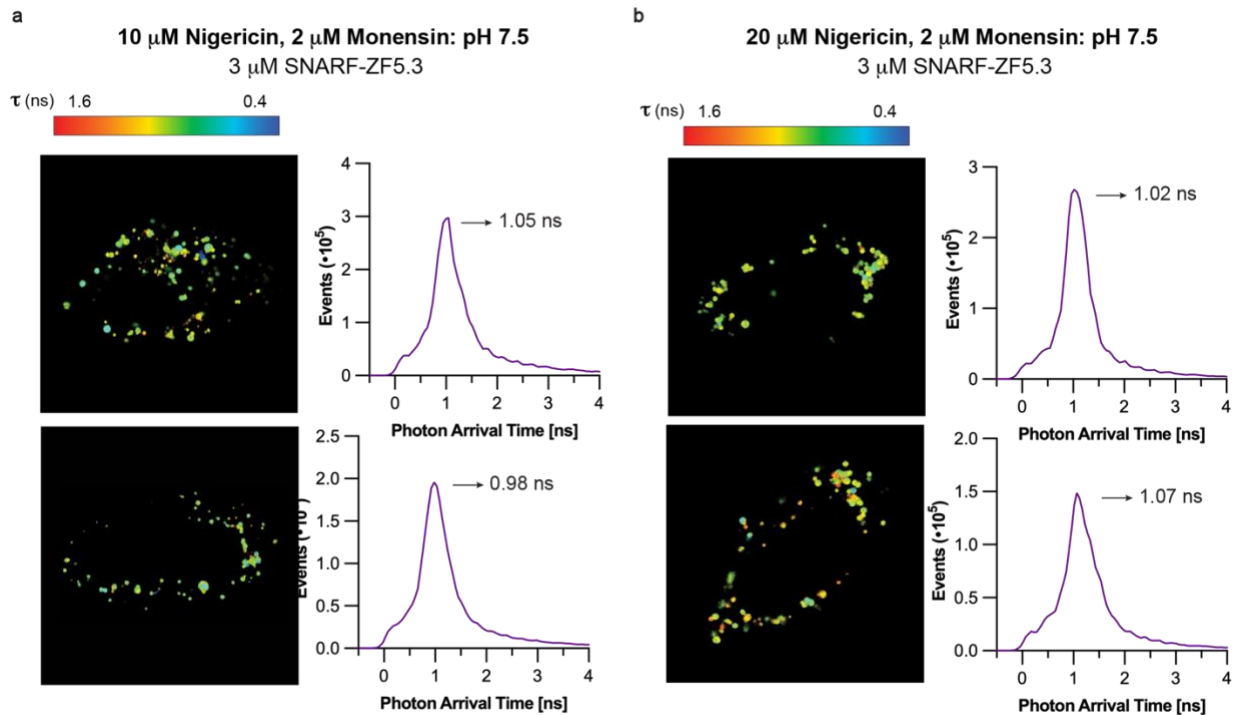 a
10 μM Nigericin, 2 μM Monensin: pH 7.5
3 μM SNARF-ZF5.3
τ (ns) 1.6 0.4
4
3
2
1
0
Events (•10⁵)
→ 1.05 ns
0 1 2 3 4
Photon Arrival Time [ns]
2.5
2.0
1.5
1.0
0.5
0.0
Events (•10
→ 0.98 ns
0 1 2 3 4
Photon Arrival Time [ns]
b
20 μM Nigericin, 2 μM Monensin: pH 7.5
3 μM SNARF-ZF5.3
τ (ns) 1.6 0.4
3
2
1
0
Events (•10⁵)
→ 1.02 ns
0 1 2 3 4
Photon Arrival Time [ns]
2.0
1.5
1.0
0.5
0.0
Events (•10⁵)
→ 1.07 ns
0 1 2 3 4
Photon Arrival Time [ns]